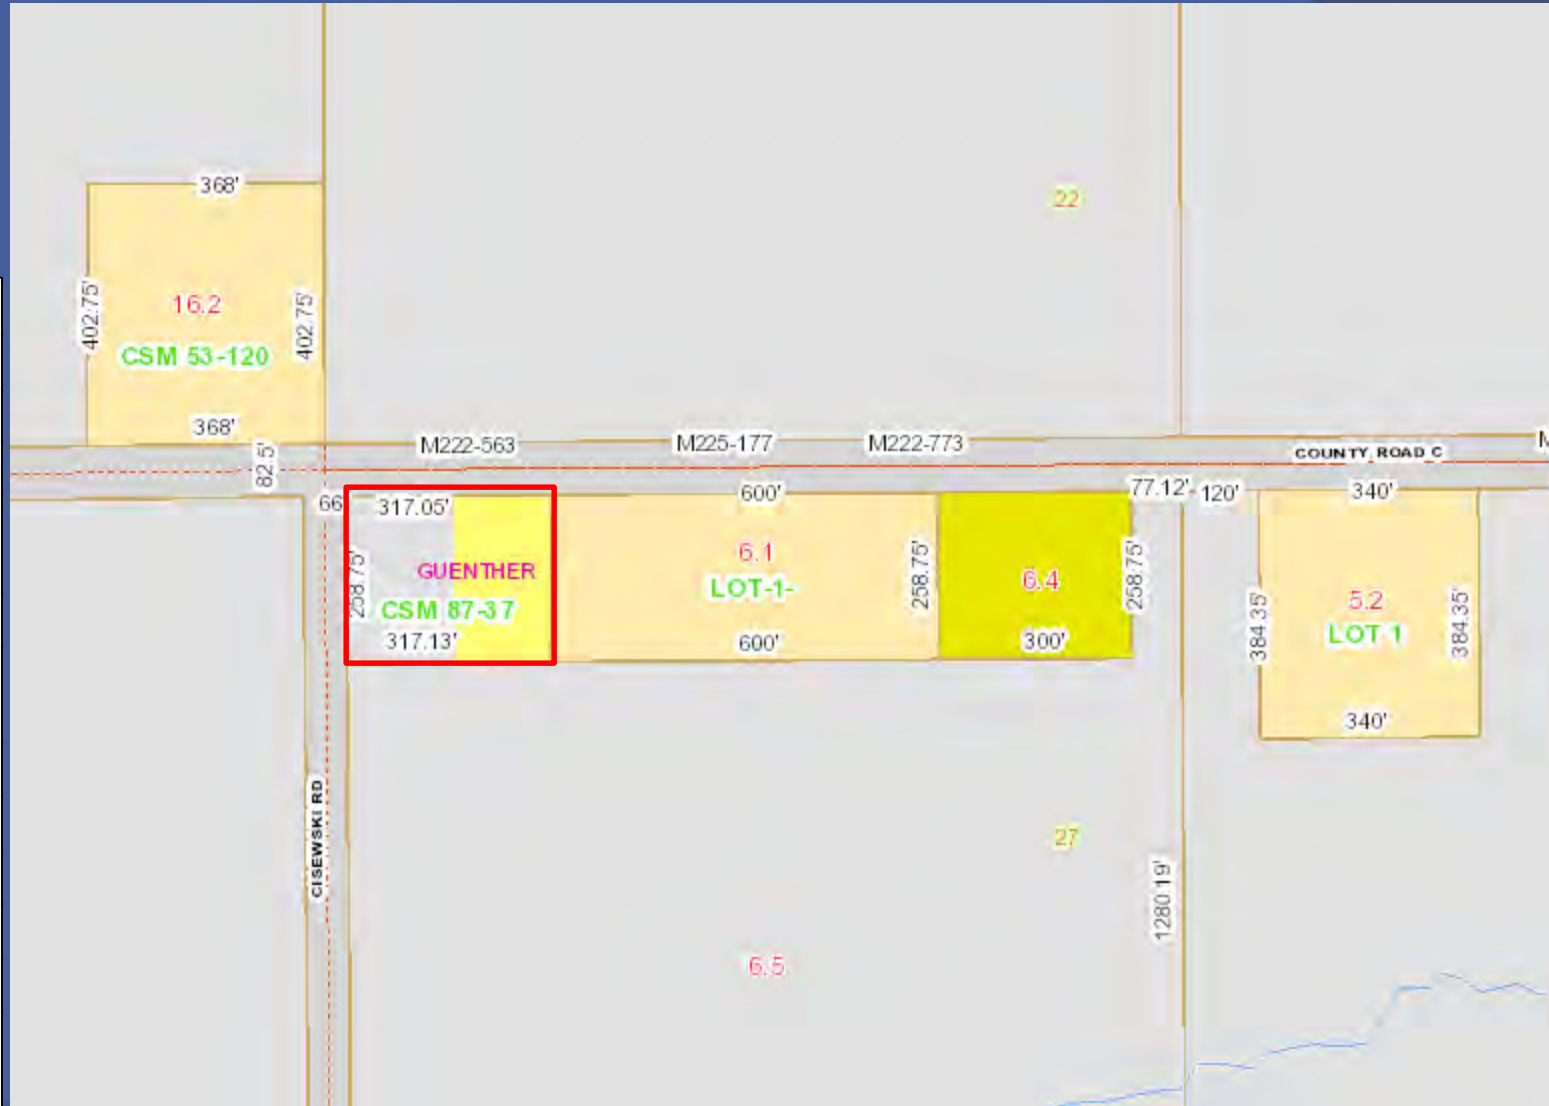 368'
22
402.75'
16.2
402.75'
CSM 53-120
368'
M222-563
M225-177
M222-773
COUNTY ROAD C
82.5'
66
317.05'
600'
77.12'
120'
340'
258.75'
GUENTHER
CSM 87-37
317.13'
6.1
LOT-1-
600'
258.75'
6.4
300'
258.75'
384.35'
5.2
LOT 1
384.35'
340'
CISEWSKI RD
27
1280.19'
6.5